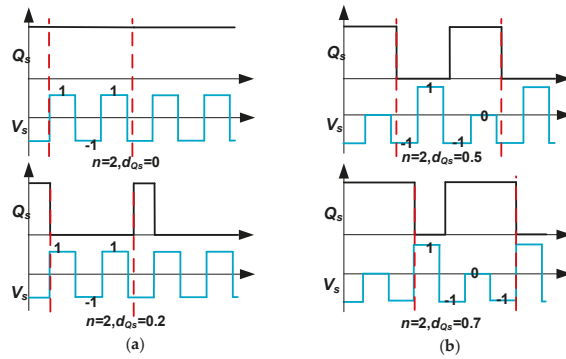 Qs
1 1
Vs
-1
n=2,dQs=0
Qs
1 1
Vs
-1
n=2,dQs=0.2
(a)
Qs
1
0
Vs
-1 -1
n=2,dQs=0.5
Qs
1
0
Vs
-1 -1
n=2,dQs=0.7
(b)